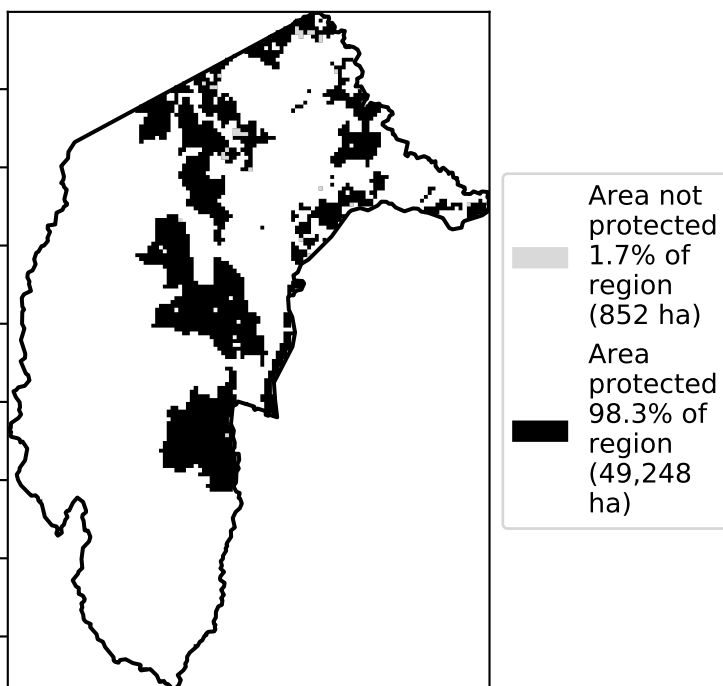 Area not
protected
1.7% of
region
(852 ha)
Area
protected
98.3% of
region
(49,248
ha)